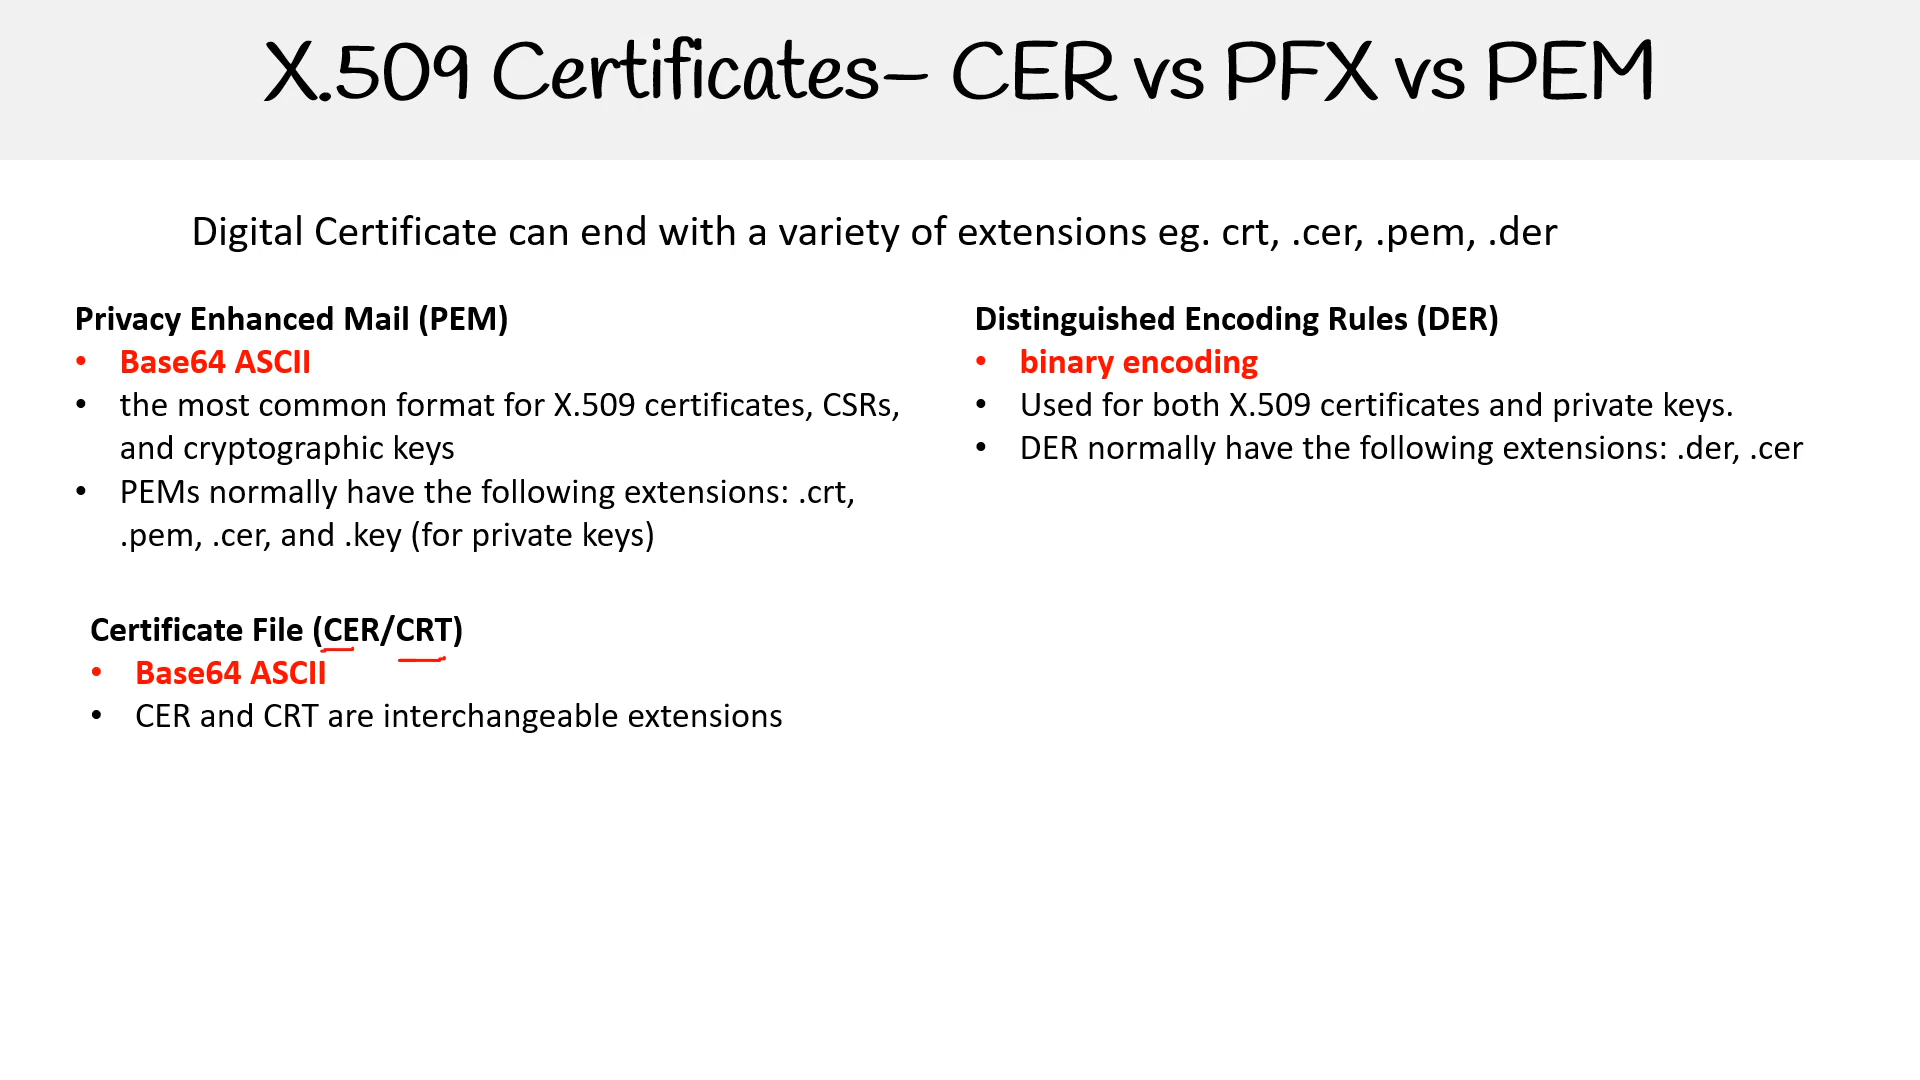 X.509 Certificates– CER vs PFX vs PEM
Digital Certificate can end with a variety of extensions eg. crt, .cer, .pem, .der
Privacy Enhanced Mail (PEM)
• Base64 ASCII
• the most common format for X.509 certificates, CSRs,
and cryptographic keys
• PEMs normally have the following extensions: .crt,
.pem, .cer, and .key (for private keys)
Distinguished Encoding Rules (DER)
• binary encoding
• Used for both X.509 certificates and private keys.
• DER normally have the following extensions: .der, .cer
Certificate File (CER/CRT)
• Base64 ASCII
• CER and CRT are interchangeable extensions